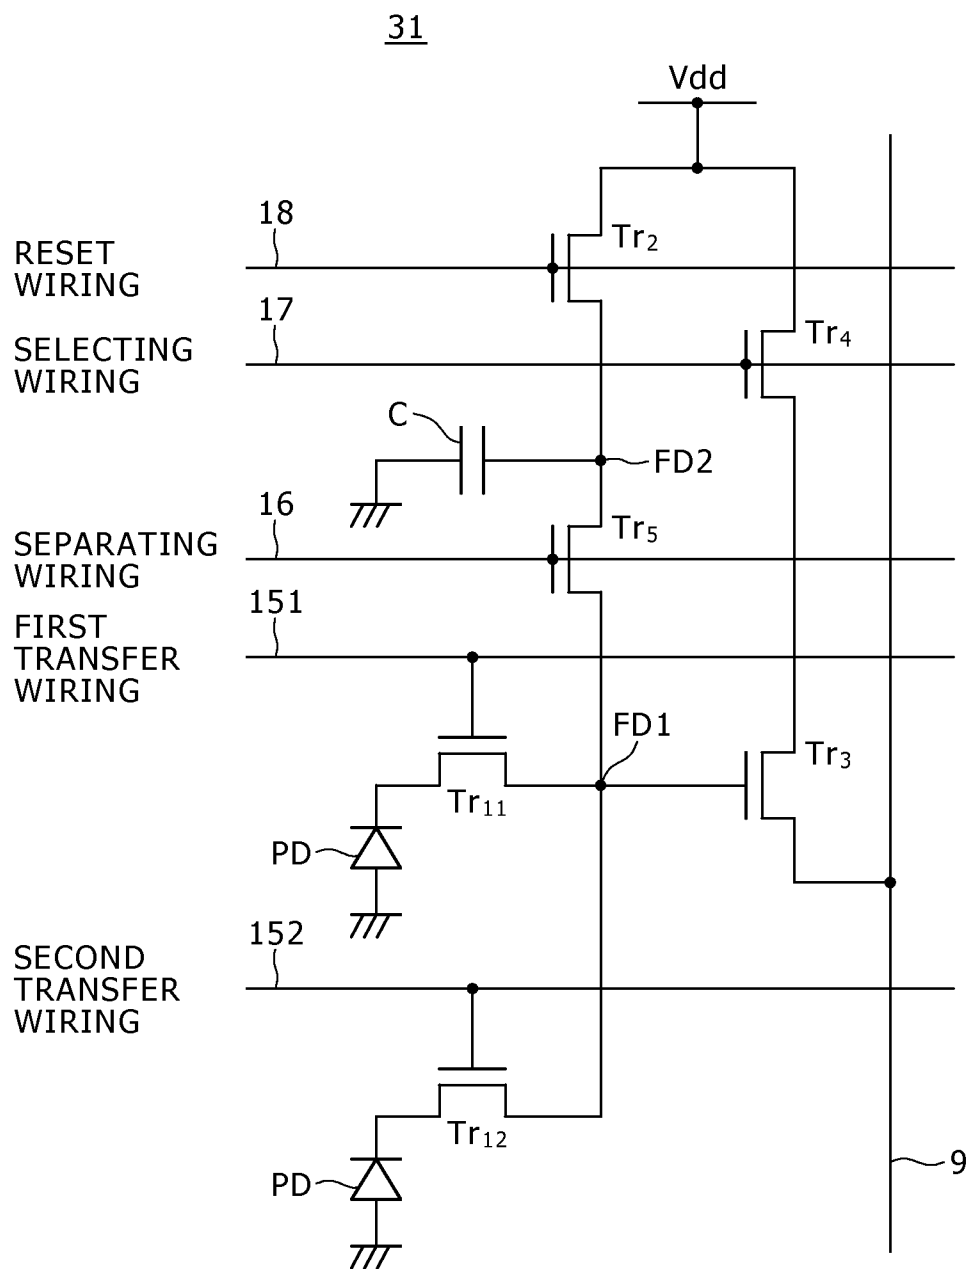 31
Vdd
18
RESET
WIRING
Tr2
17
SELECTING
WIRING
Tr4
C
FD2
16
SEPARATING
WIRING
Tr5
151
FIRST
TRANSFER
WIRING
FD1
Tr3
Tr11
PD
152
SECOND
TRANSFER
WIRING
Tr12
PD
9